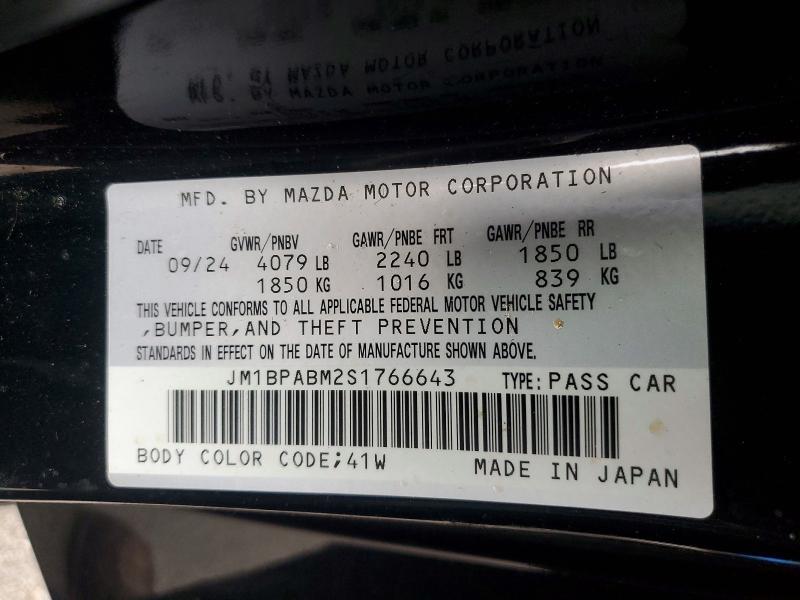 MFD. BY MAZDA MOTOR CORPORATION
DATE GVWR/PNBV GAWR/PNBE FRT GAWR/PNBE RR
09/24 4079 LB 2240 LB 1850 LB
1850 KG 1016 KG 839 KG
THIS VEHICLE CONFORMS TO ALL APPLICABLE FEDERAL MOTOR VEHICLE SAFETY
,BUMPER,AND THEFT PREVENTION
STANDARDS IN EFFECT ON THE DATE OF MANUFACTURE SHOWN ABOVE.
JM1BPABM2S1766643 TYPE: PASS CAR
BODY COLOR CODE;41W MADE IN JAPAN